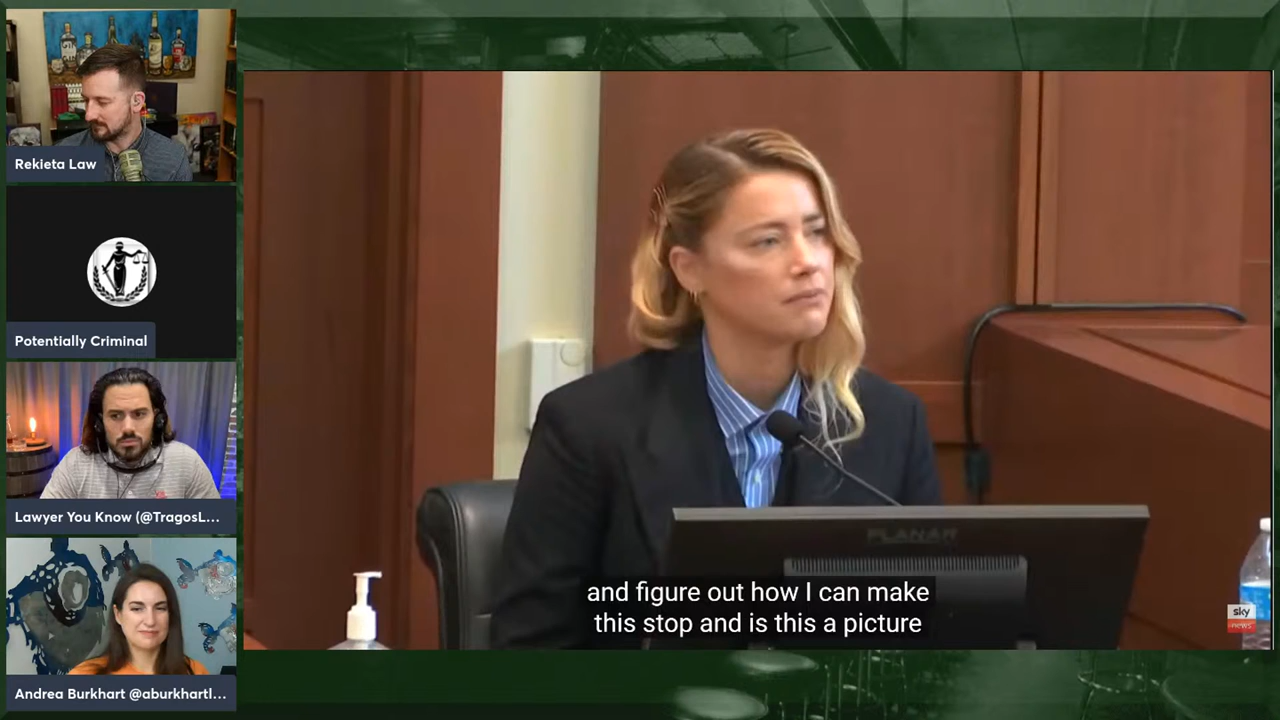 Rekieta Law
Potentially Criminal
Lawyer You Know (@TragosL...
Andrea Burkhart @aburkhartl...
PLANAR
and figure out how I can make
this stop and is this a picture
sky
news